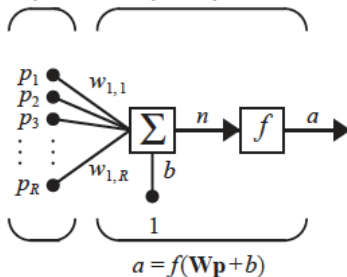 p1 w1,1
p2
p3 Σ n f a
⋮ ⋮ w1,R b
pR
1
a = f(Wp + b)